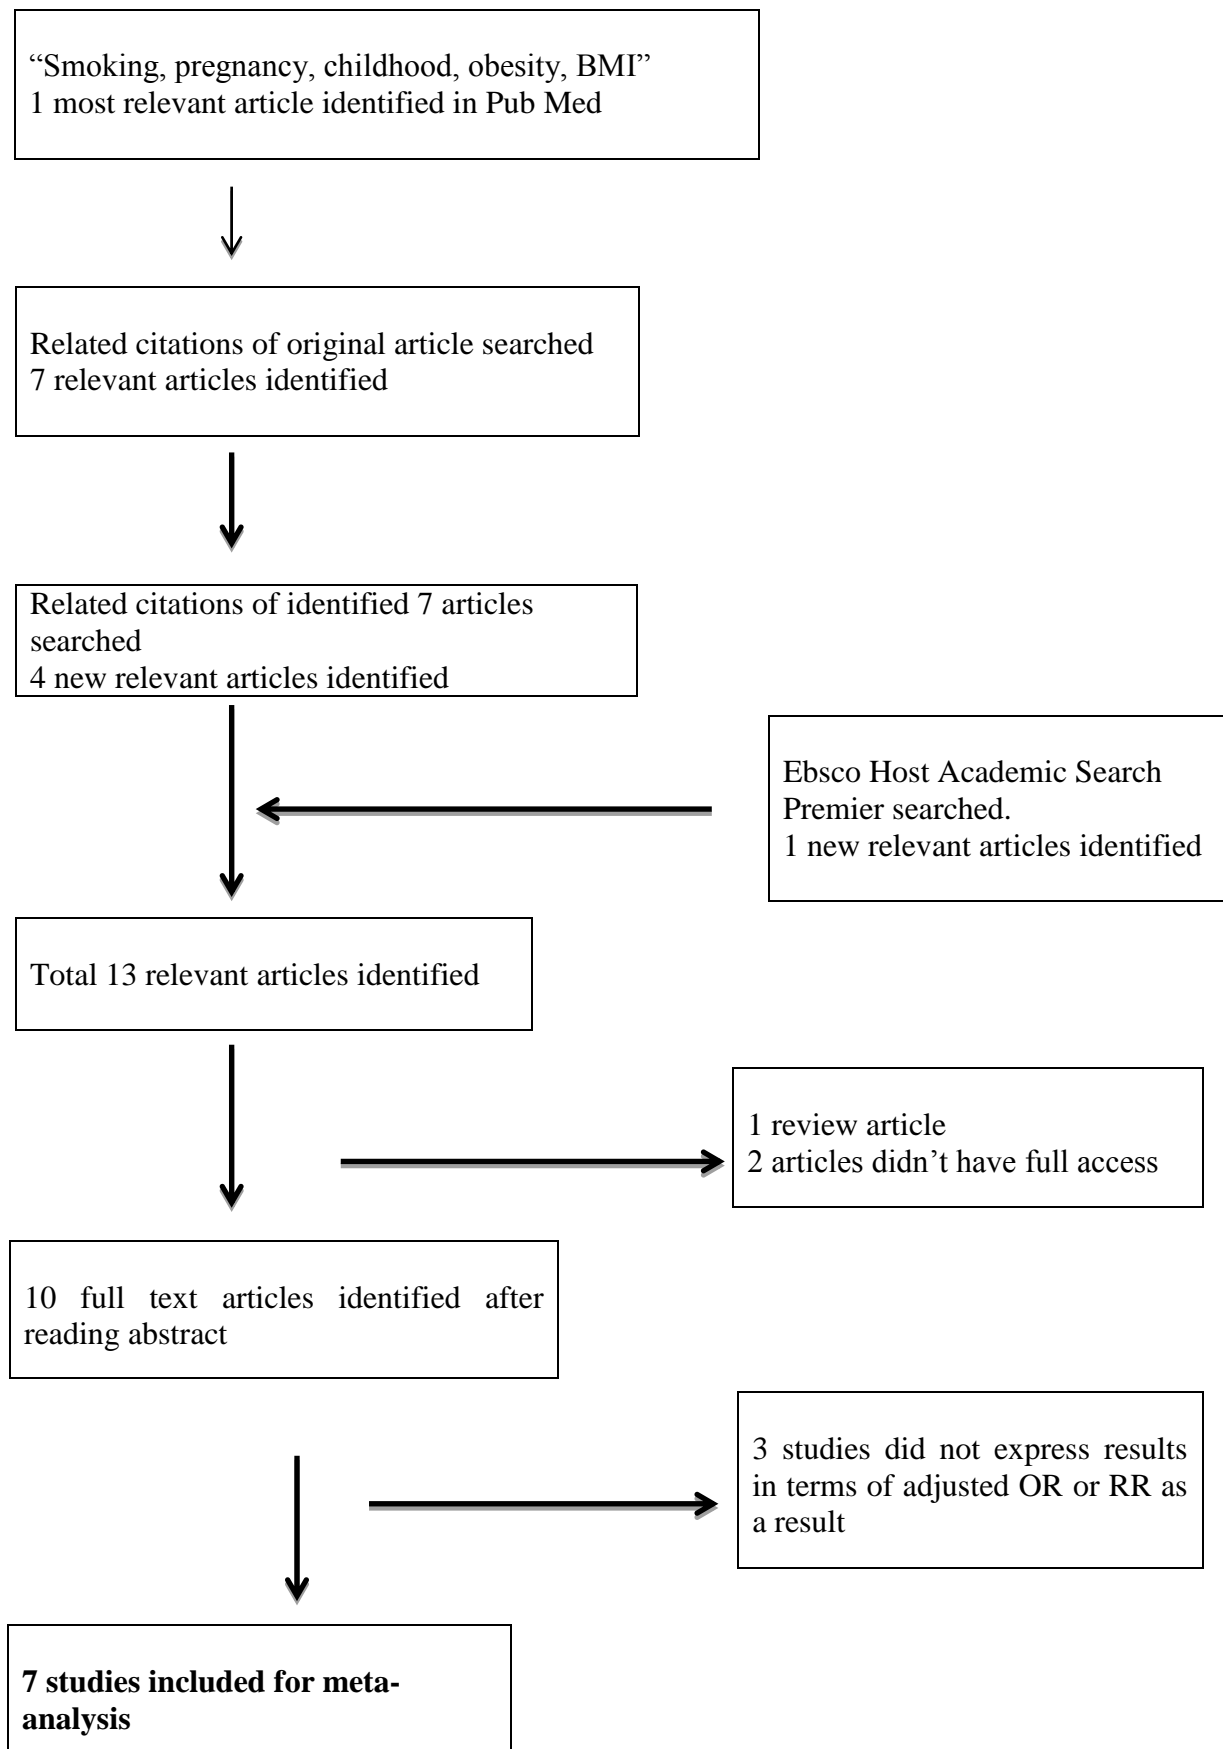 “Smoking, pregnancy, childhood, obesity, BMI”
1 most relevant article identified in Pub Med
Related citations of original article searched
7 relevant articles identified
Related citations of identified 7 articles
searched
4 new relevant articles identified
Ebsco Host Academic Search
Premier searched.
1 new relevant articles identified
Total 13 relevant articles identified
1 review article
2 articles didn’t have full access
10 full text articles identified after
reading abstract
3 studies did not express results
in terms of adjusted OR or RR as
a result
7 studies included for meta-
analysis